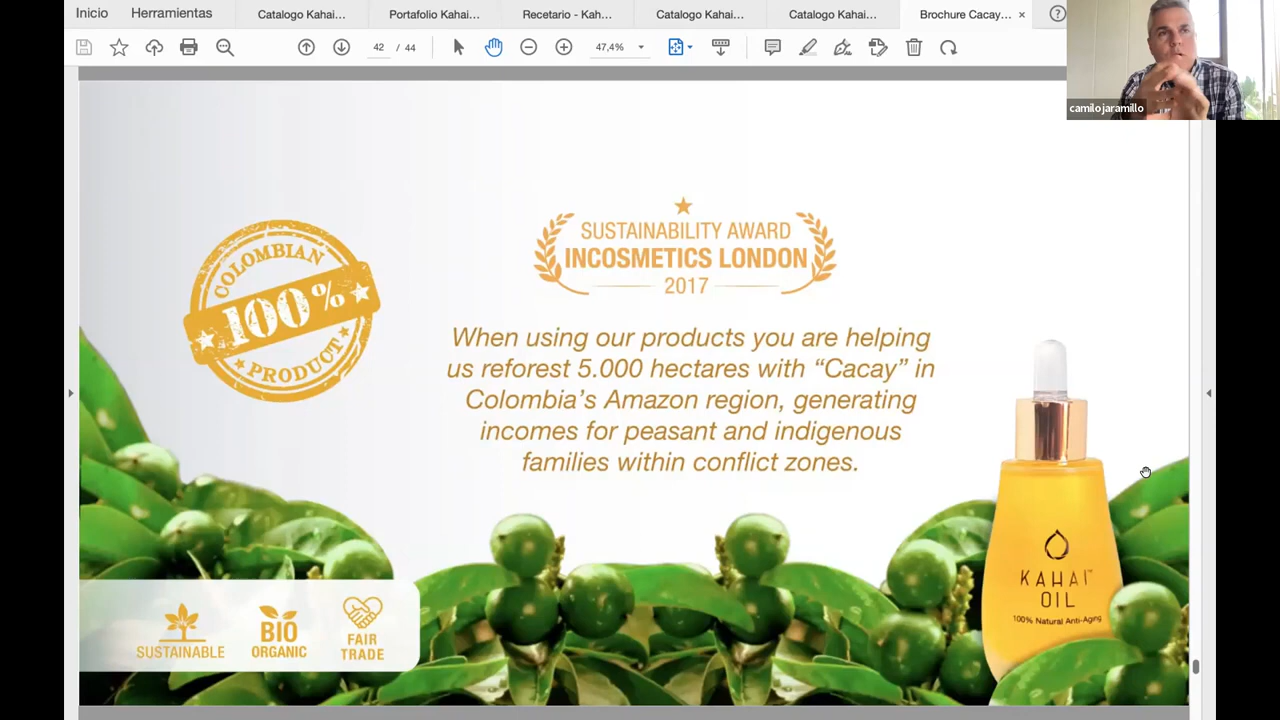 Inicio
Herramientas
Catalogo Kahai...
Portafolio Kahai...
Recetario - Kah...
Catalogo Kahai...
Catalogo Kahai...
Brochure Cacay... ×
42 / 44
47,4%
camilo jaramillo
COLOMBIAN
100%
PRODUCT
SUSTAINABILITY AWARD
INCOSMETICS LONDON
2017
When using our products you are helping
us reforest 5.000 hectares with “Cacay” in
Colombia’s Amazon region, generating
incomes for peasant and indigenous
families within conflict zones.
KAHAI™
OIL
100% Natural Anti-Aging
SUSTAINABLE
BIO
ORGANIC
FAIR
TRADE